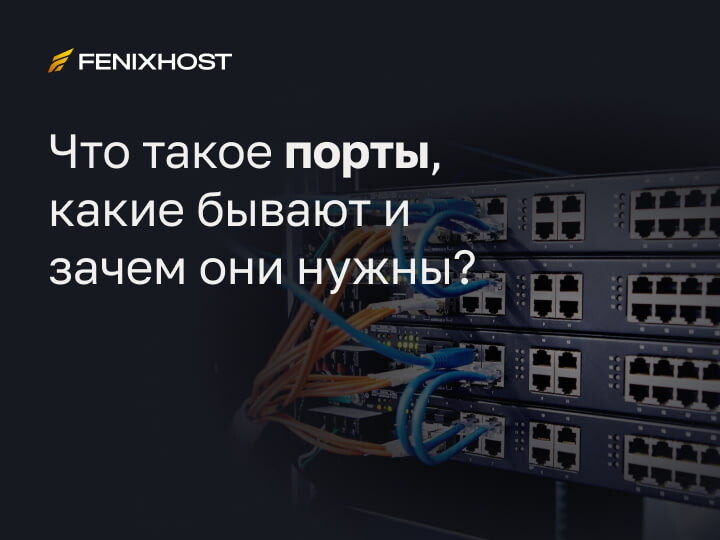 FENIXHOST
Что такое порты,
какие бывают и
зачем они нужны?